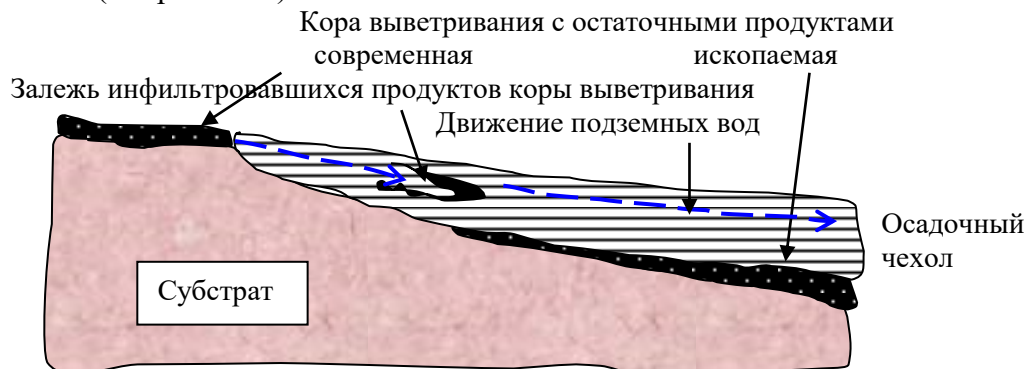 Кора выветривания с остаточными продуктами
современная ископаемая
Залежь инфильтровавшихся продуктов коры выветривания
Движение подземных вод
Осадочный
чехол
Субстрат